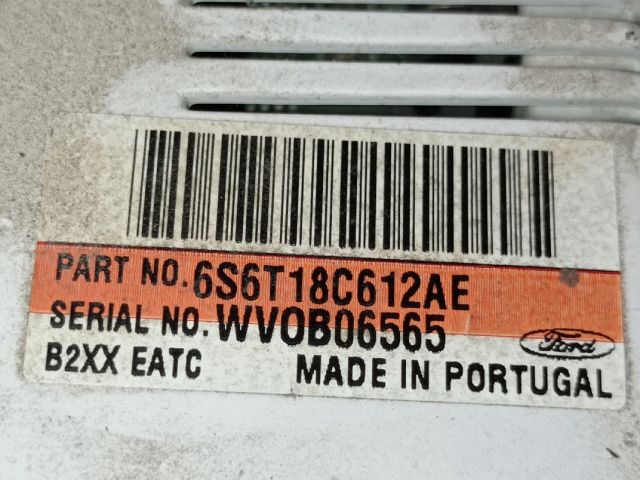 PART NO. 6S6T18C612AE
SERIAL NO. WVOB06565
Ford
B2XX EATC MADE IN PORTUGAL